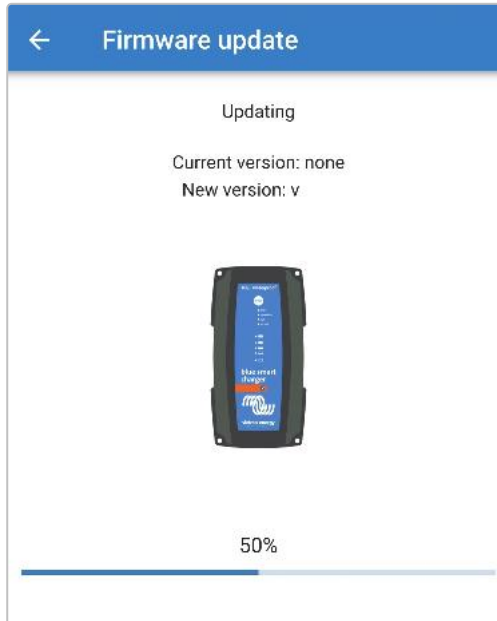 Firmware update
Updating
Current version: none
New version: v
blue smart
charger
victron energy
50%